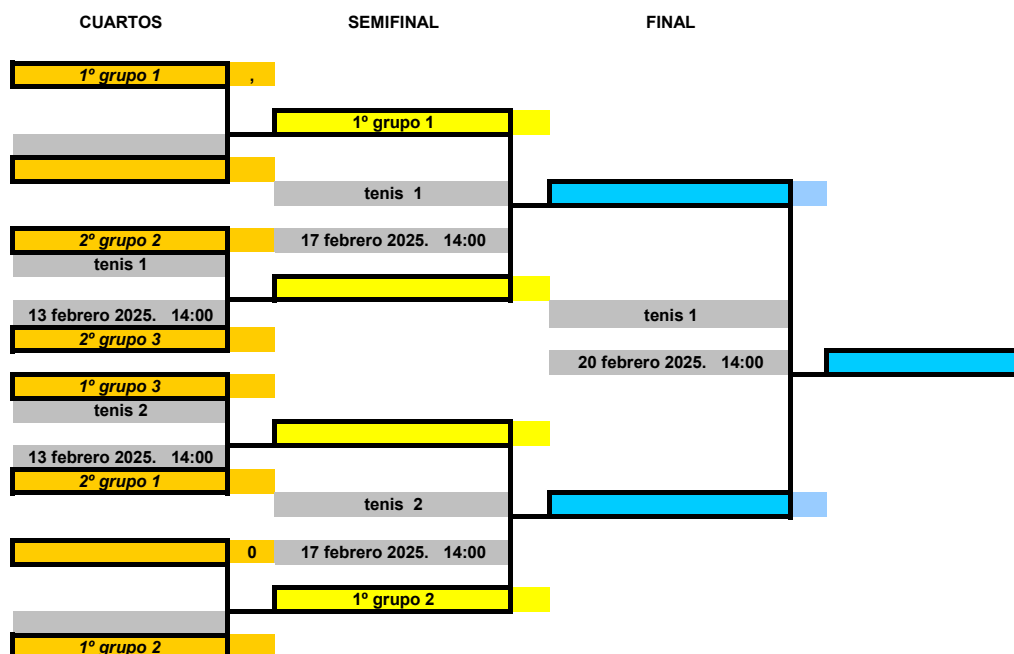 CUARTOS SEMIFINAL FINAL
1º grupo 1 ,
1º grupo 1
tenis 1
2º grupo 2 17 febrero 2025. 14:00
tenis 1
13 febrero 2025. 14:00 tenis 1
2º grupo 3
20 febrero 2025. 14:00
1º grupo 3
tenis 2
13 febrero 2025. 14:00
2º grupo 1
tenis 2
0 17 febrero 2025. 14:00
1º grupo 2
1º grupo 2